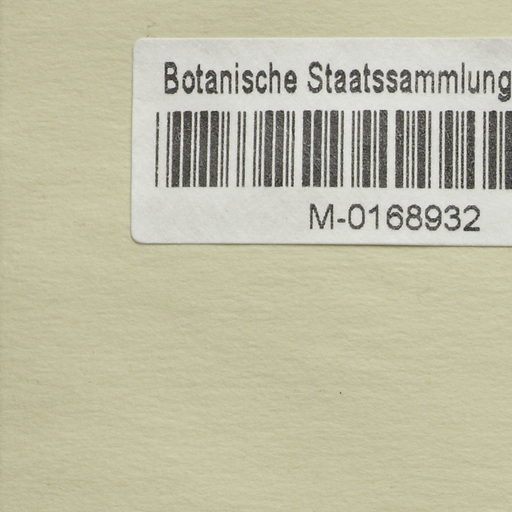 Botanische Staatssammlung
M-0168932